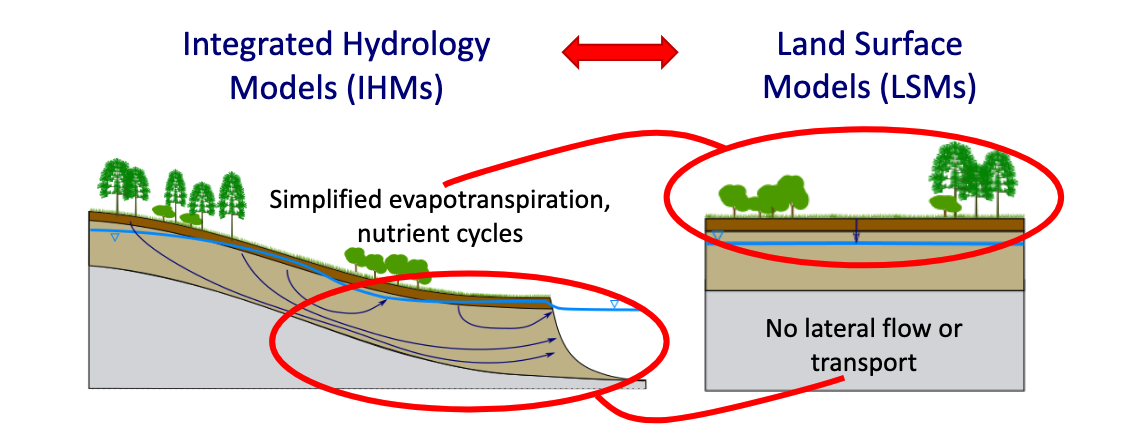 Integrated Hydrology
Models (IHMs)
Land Surface
Models (LSMs)
Simplified evapotranspiration,
nutrient cycles
No lateral flow or
transport